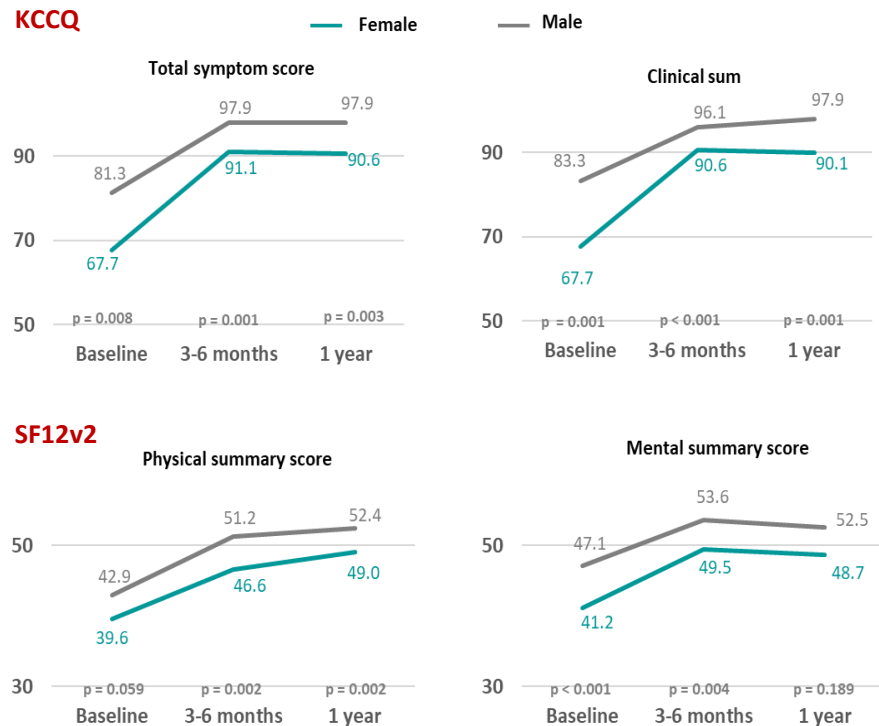 KCCQ
Female Male
Total symptom score
97.9 97.9
90
81.3
91.1 90.6
70
67.7
p = 0.008 p = 0.001 p = 0.003
50
Baseline 3-6 months 1 year
Clinical sum
96.1 97.9
90
83.3
90.6 90.1
70
67.7
p = 0.001 p < 0.001 p = 0.001
50
Baseline 3-6 months 1 year
SF12v2
Physical summary score
51.2 52.4
50
42.9
46.6 49.0
39.6
30
p = 0.059 p = 0.002 p = 0.002
Baseline 3-6 months 1 year
Mental summary score
53.6 52.5
50
47.1
49.5 48.7
41.2
30
p < 0.001 p = 0.004 p = 0.189
Baseline 3-6 months 1 year